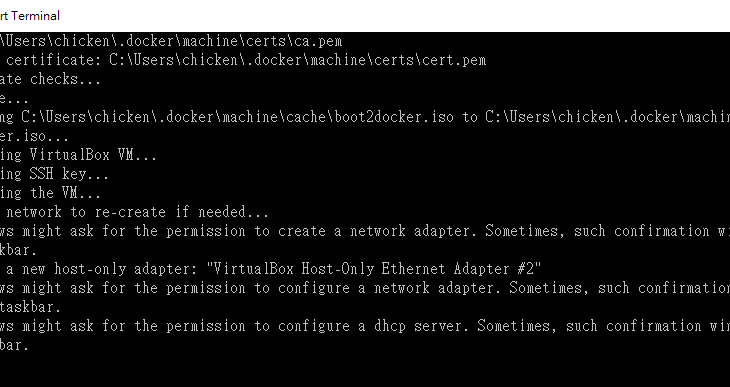 rt Terminal
\Users\chicken\.docker\machine\certs\ca.pem
certificate: C:\Users\chicken\.docker\machine\certs\cert.pem
ate checks...
e...
ng C:\Users\chicken\.docker\machine\cache\boot2docker.iso to C:\Users\chicken\.docker\machin
er.iso...
ing VirtualBox VM...
ing SSH key...
ing the VM...
network to re-create if needed...
ws might ask for the permission to create a network adapter. Sometimes, such confirmation wi
kbar.
a new host-only adapter: "VirtualBox Host-Only Ethernet Adapter #2"
ws might ask for the permission to configure a network adapter. Sometimes, such confirmation
taskbar.
ws might ask for the permission to configure a dhcp server. Sometimes, such confirmation win
bar.